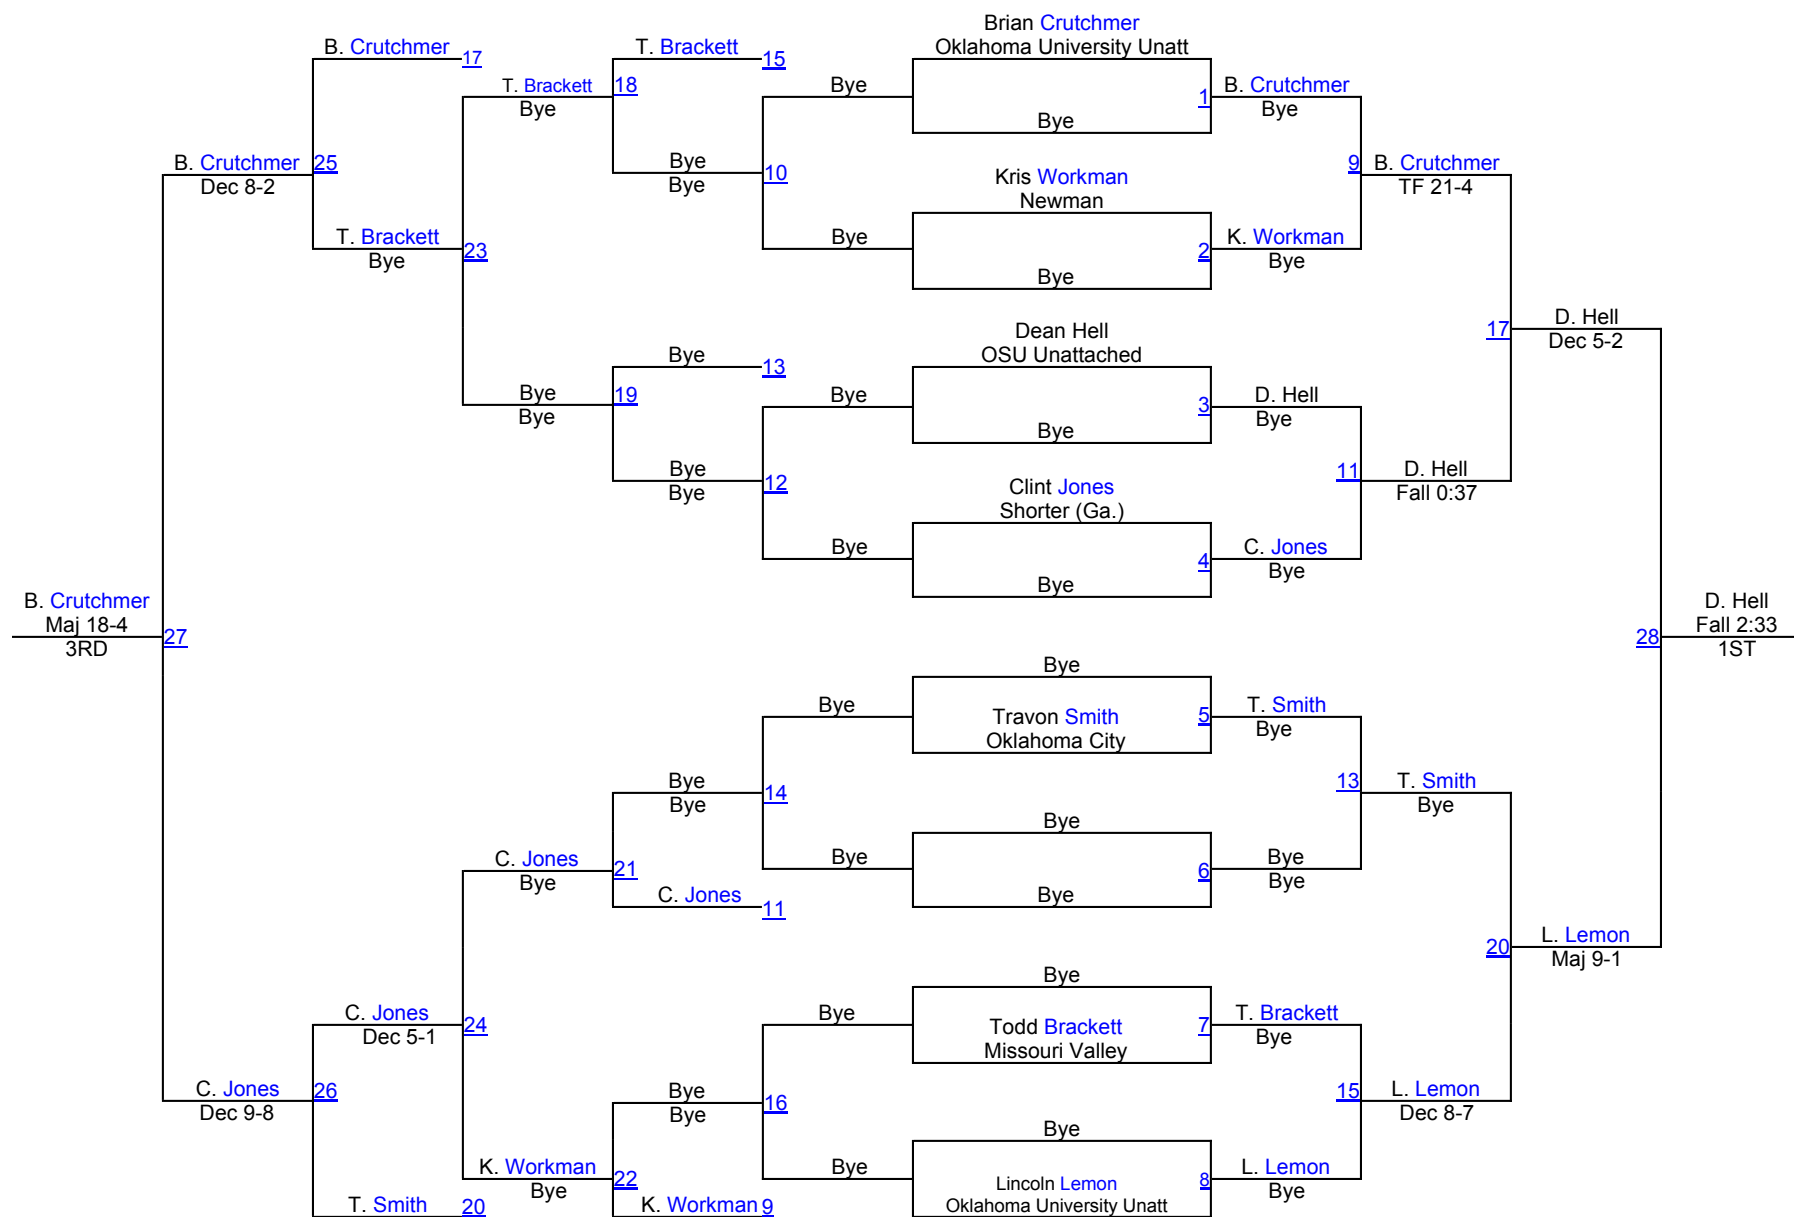 Brian Crutchmer
B. Crutchmer
17
T. Brackett
15
Oklahoma University Unatt
T. Brackett
Bye
18
Bye
1
B. Crutchmer
Bye
Bye
B. Crutchmer
Dec 8-2
25
Bye
Bye
10
Kris Workman
Newman
9
B. Crutchmer
TF 21-4
T. Brackett
Bye
23
Bye
2
K. Workman
Bye
Bye
Dean Hell
OSU Unattached
17
D. Hell
Dec 5-2
Bye
13
Bye
Bye
19
Bye
3
D. Hell
Bye
Bye
Bye
Bye
12
Clint Jones
Shorter (Ga.)
11
D. Hell
Fall 0:37
Bye
4
C. Jones
Bye
Bye
B. Crutchmer
Maj 18-4
3RD
27
28
D. Hell
Fall 2:33
1ST
Bye
Bye
Travon Smith
Oklahoma City
5
T. Smith
Bye
Bye
Bye
14
13
T. Smith
Bye
Bye
C. Jones
Bye
21
Bye
6
Bye
Bye
Bye
C. Jones
11
20
L. Lemon
Maj 9-1
Bye
C. Jones
Dec 5-1
24
Bye
Todd Brackett
Missouri Valley
7
T. Brackett
Bye
C. Jones
Dec 9-8
26
Bye
Bye
16
15
L. Lemon
Dec 8-7
Bye
K. Workman
Bye
22
Bye
Lincoln Lemon
Oklahoma University Unatt
8
L. Lemon
Bye
T. Smith
20
K. Workman
9